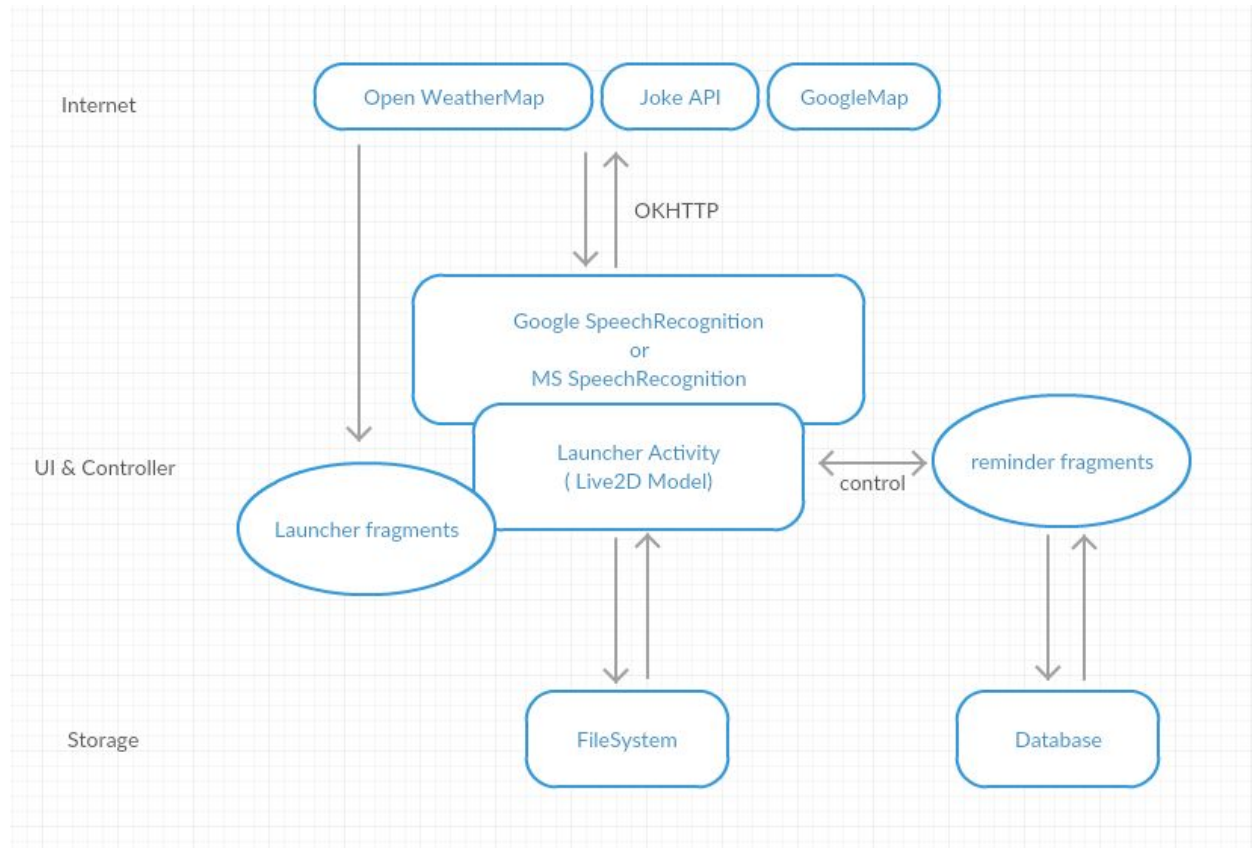 Internet
Open WeatherMap
Joke API
GoogleMap
OKHTTP
Google SpeechRecognition
or
MS SpeechRecognition
UI & Controller
Launcher Activity
( Live2D Model)
control
reminder fragments
Launcher fragments
Storage
FileSystem
Database